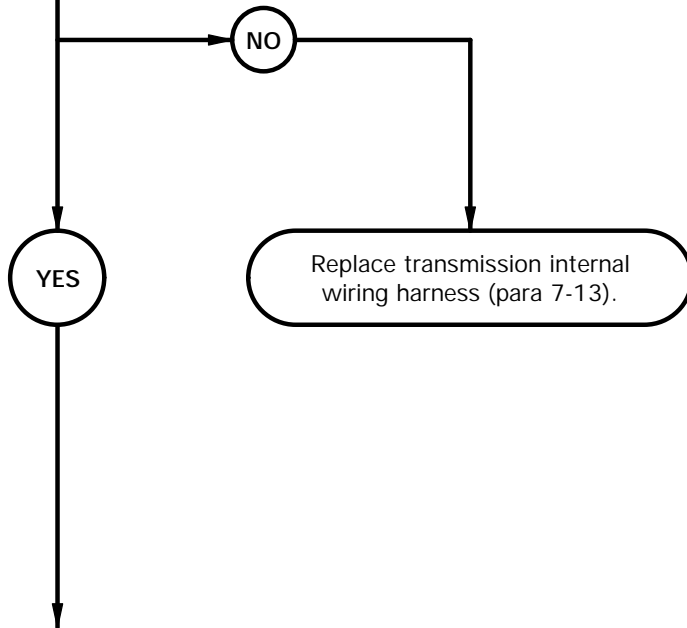 NO
YES
Replace transmission internal
wiring harness (para 7-13).